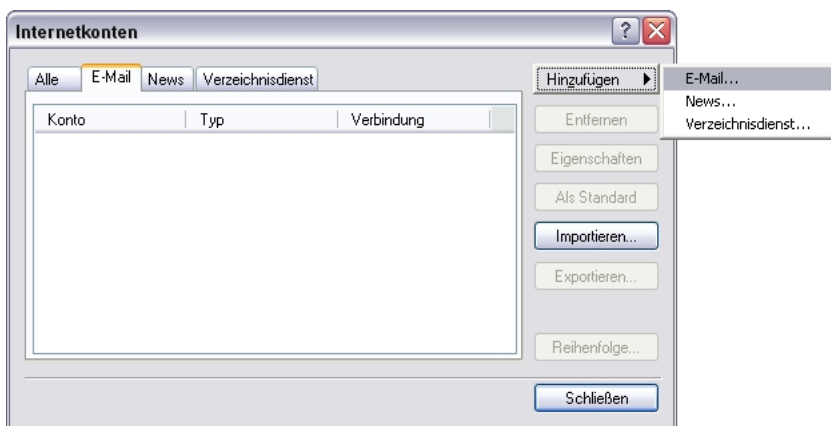 Internetkonten
Alle E-Mail News Verzeichnisdienst
Konto Typ Verbindung
Hinzufügen
E-Mail...
News...
Verzeichnisdienst...
Entfernen
Eigenschaften
Als Standard
Importieren...
Exportieren...
Reihenfolge...
Schließen